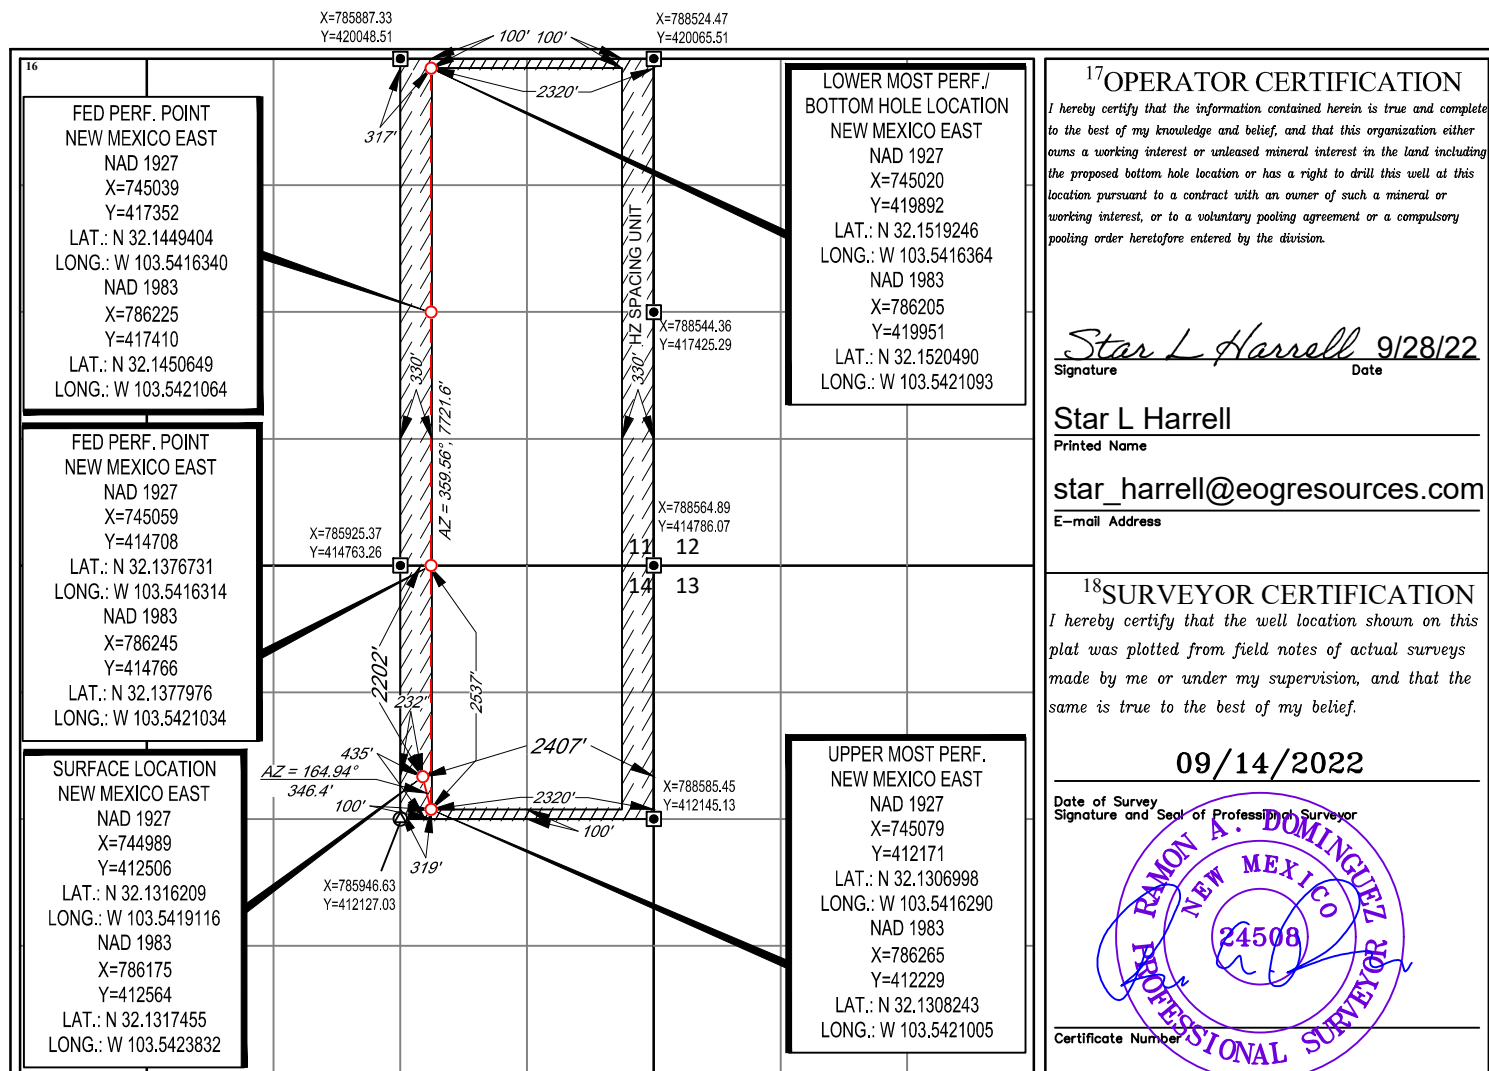 X=785887.33
Y=420048.51
X=788524.47
Y=420065.51
16
100' 100'
2320'
317'
FED PERF. POINT
NEW MEXICO EAST
NAD 1927
X=745039
Y=417352
LAT.: N 32.1449404
LONG.: W 103.5416340
NAD 1983
X=786225
Y=417410
LAT.: N 32.1450649
LONG.: W 103.5421064
LOWER MOST PERF./
BOTTOM HOLE LOCATION
NEW MEXICO EAST
NAD 1927
X=745020
Y=419892
LAT.: N 32.1519246
LONG.: W 103.5416364
NAD 1983
X=786205
Y=419951
LAT.: N 32.1520490
LONG.: W 103.5421093
HZ SPACING UNIT
330'
330'
X=788544.36
Y=417425.29
AZ = 359.56°, 7721.6'
FED PERF. POINT
NEW MEXICO EAST
NAD 1927
X=745059
Y=414708
LAT.: N 32.1376731
LONG.: W 103.5416314
NAD 1983
X=786245
Y=414766
LAT.: N 32.1377976
LONG.: W 103.5421034
X=785925.37
Y=414763.26
X=788564.89
Y=414786.07
11 12
14 13
2202'
232'
2537'
435'
2407'
AZ = 164.94°
346.4'
100'
2320'
100'
319'
X=788585.45
Y=412145.13
X=785946.63
Y=412127.03
SURFACE LOCATION
NEW MEXICO EAST
NAD 1927
X=744989
Y=412506
LAT.: N 32.1316209
LONG.: W 103.5419116
NAD 1983
X=786175
Y=412564
LAT.: N 32.1317455
LONG.: W 103.5423832
UPPER MOST PERF.
NEW MEXICO EAST
NAD 1927
X=745079
Y=412171
LAT.: N 32.1306998
LONG.: W 103.5416290
NAD 1983
X=786265
Y=412229
LAT.: N 32.1308243
LONG.: W 103.5421005
17 OPERATOR CERTIFICATION
I hereby certify that the information contained herein is true and complete
to the best of my knowledge and belief, and that this organization either
owns a working interest or unleased mineral interest in the land including
the proposed bottom hole location or has a right to drill this well at this
location pursuant to a contract with an owner of such a mineral or
working interest, or to a voluntary pooling agreement or a compulsory
pooling order heretofore entered by the division.
Star L Harrell 9/28/22
Signature Date
Star L Harrell
Printed Name
star_harrell@eogresources.com
E-mail Address
18 SURVEYOR CERTIFICATION
I hereby certify that the well location shown on this
plat was plotted from field notes of actual surveys
made by me or under my supervision, and that the
same is true to the best of my belief.
09/14/2022
Date of Survey
Signature and Seal of Professional Surveyor
RAMON A. DOMINGUEZ
NEW MEXICO
24508
PROFESSIONAL SURVEYOR
Certificate Number